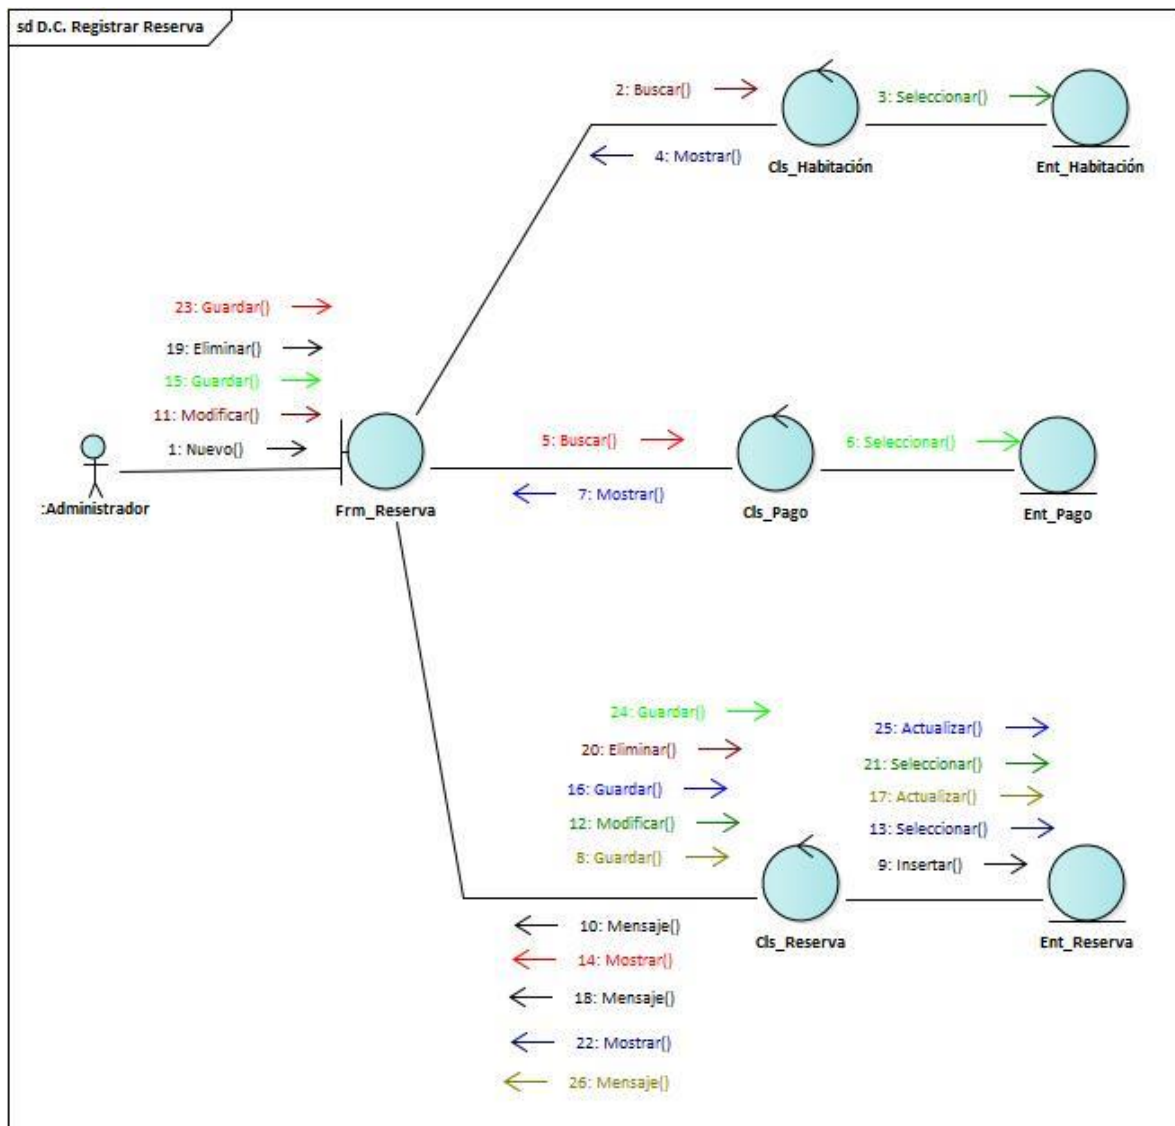 sd D.C. Registrar Reserva
2: Buscar()
3: Seleccionar()
4: Mostrar()
Cls_Habitación
Ent_Habitación
23: Guardar()
19: Eliminar()
15: Guardar()
11: Modificar()
1: Nuevo()
:Administrador
Frm_Reserva
5: Buscar()
6: Seleccionar()
7: Mostrar()
Cls_Pago
Ent_Pago
24: Guardar()
20: Eliminar()
16: Guardar()
12: Modificar()
8: Guardar()
25: Actualizar()
21: Seleccionar()
17: Actualizar()
13: Seleccionar()
9: Insertar()
10: Mensaje()
14: Mostrar()
18: Mensaje()
22: Mostrar()
26: Mensaje()
Cls_Reserva
Ent_Reserva